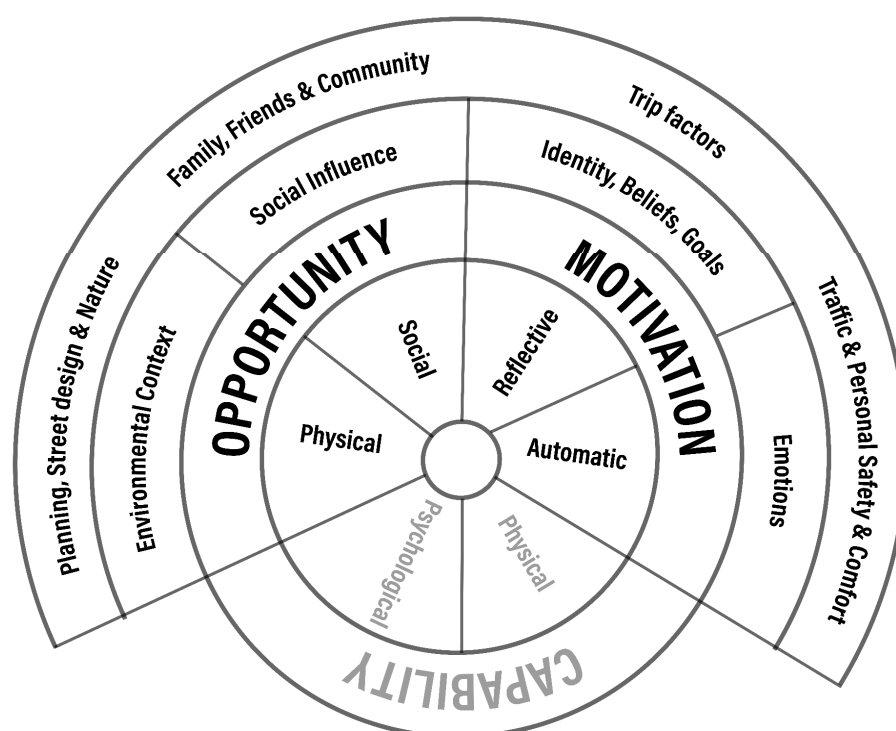 Family, Friends & Community
Trip factors
Planning, Street design & Nature
Traffic & Personal Safety & Comfort
Social Influence
Identity, Beliefs, Goals
Environmental Context
Emotions
OPPORTUNITY
MOTIVATION
CAPABILITY
Social
Reflective
Physical
Automatic
Psychological
Physical